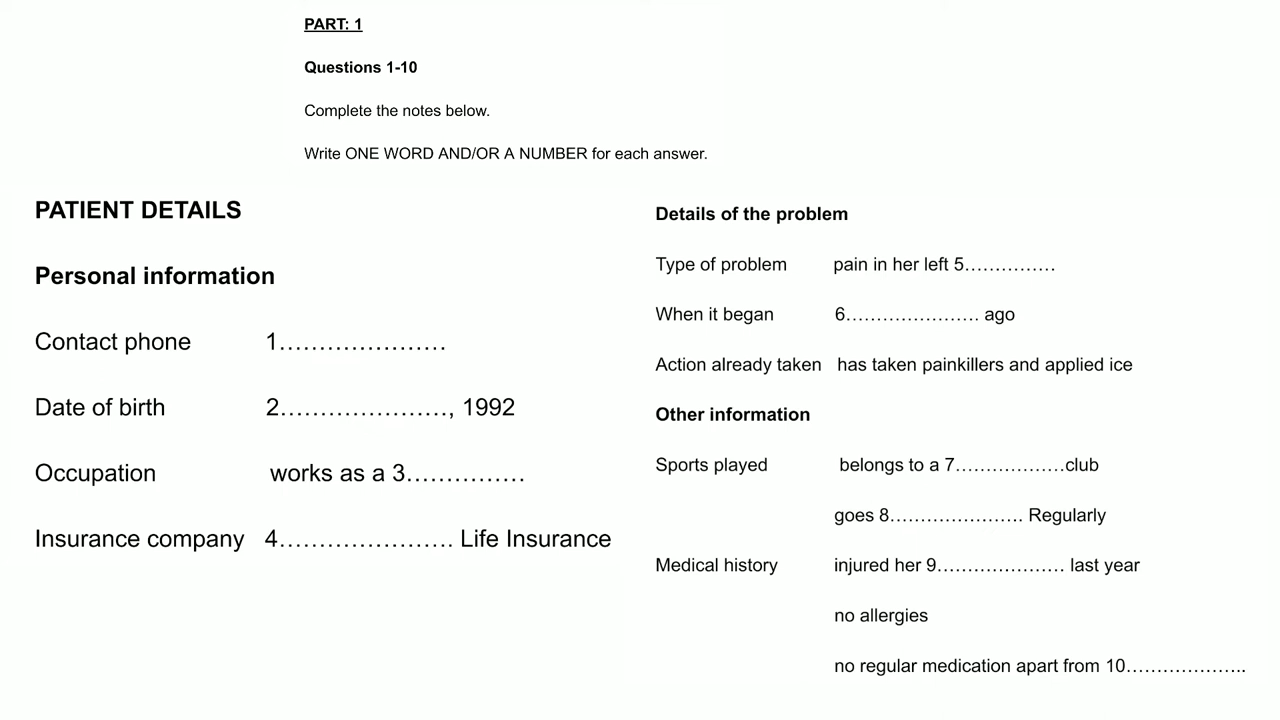 PART: 1
Questions 1-10
Complete the notes below.
Write ONE WORD AND/OR A NUMBER for each answer.
PATIENT DETAILS
Personal information
Contact phone 1…………………
Date of birth 2…………………, 1992
Occupation works as a 3……………
Insurance company 4…………………. Life Insurance
Details of the problem
Type of problem pain in her left 5……………
When it began 6…………………. ago
Action already taken has taken painkillers and applied ice
Other information
Sports played belongs to a 7………………club
goes 8…………………. Regularly
Medical history injured her 9………………… last year
no allergies
no regular medication apart from 10………………..